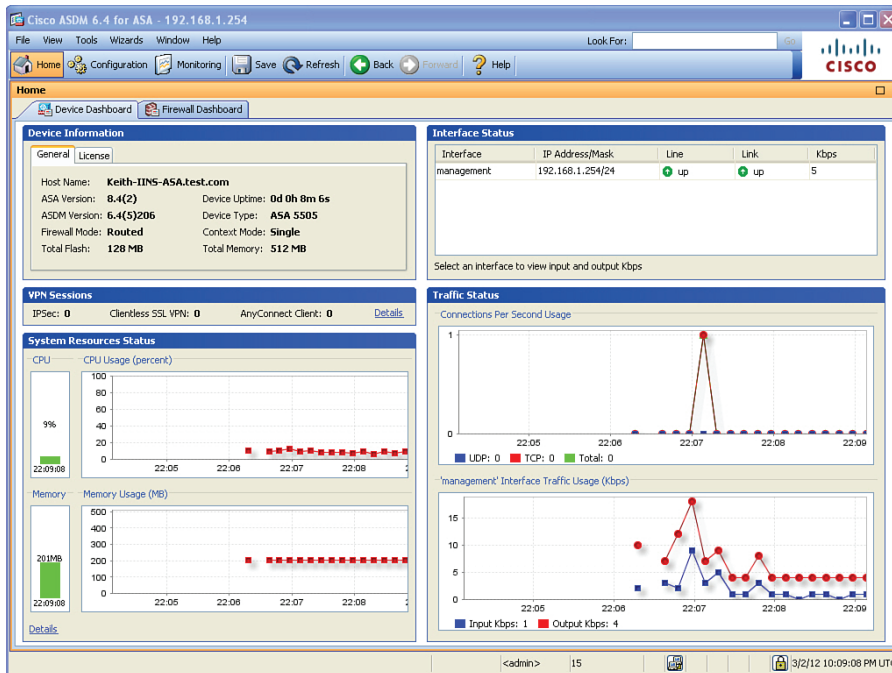 Cisco ASDM 6.4 for ASA - 192.168.1.254
File View Tools Wizards Window Help Look For: Go
Home Configuration Monitoring Save Refresh Back Forward Help
CISCO
Home
Device Dashboard Firewall Dashboard
Device Information
General License
Host Name: Keith-IINS-ASA.test.com
ASA Version: 8.4(2) Device Uptime: 0d 0h 8m 6s
ASDM Version: 6.4(5)206 Device Type: ASA 5505
Firewall Mode: Routed Context Mode: Single
Total Flash: 128 MB Total Memory: 512 MB
Interface Status
Interface IP Address/Mask Line Link Kbps
management 192.168.1.254/24 up up 5
Select an interface to view input and output Kbps
VPN Sessions
IPSec: 0 Clientless SSL VPN: 0 AnyConnect Client: 0 Details
System Resources Status
CPU
9%
22:09:08
CPU Usage (percent)
100
80
60
40
20
0
22:05 22:06 22:07 22:08
Memory
201MB
22:09:08
Memory Usage (MB)
500
400
300
200
100
0
22:05 22:06 22:07 22:08
Details
Traffic Status
Connections Per Second Usage
1
0
22:05 22:06 22:07 22:08 22:09
UDP: 0 TCP: 0 Total: 0
'management' Interface Traffic Usage (Kbps)
15
10
5
0
22:05 22:06 22:07 22:08 22:09
Input Kbps: 1 Output Kbps: 4
<admin> 15 3/2/12 10:09:08 PM UTC